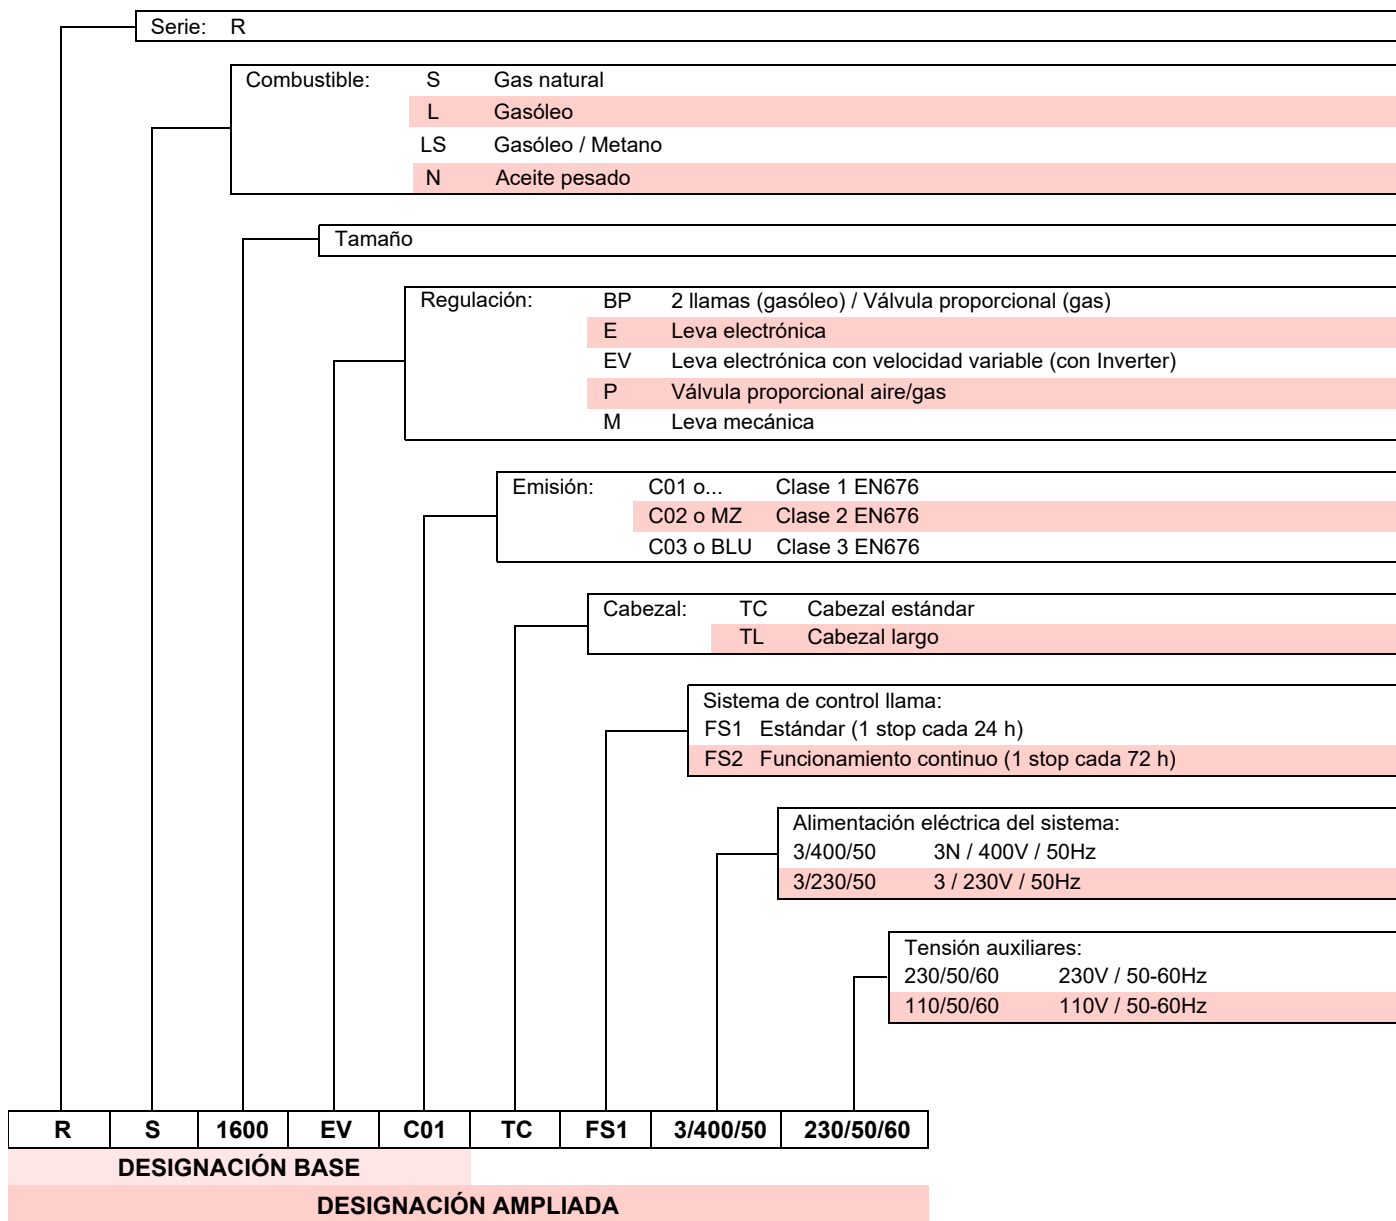 Serie: R
Combustible: S Gas natural
L Gasóleo
LS Gasóleo / Metano
N Aceite pesado
Tamaño
Regulación: BP 2 llamas (gasóleo) / Válvula proporcional (gas)
E Leva electrónica
EV Leva electrónica con velocidad variable (con Inverter)
P Válvula proporcional aire/gas
M Leva mecánica
Emisión: C01 o... Clase 1 EN676
C02 o MZ Clase 2 EN676
C03 o BLU Clase 3 EN676
Cabezal: TC Cabezal estándar
TL Cabezal largo
Sistema de control llama:
FS1 Estándar (1 stop cada 24 h)
FS2 Funcionamiento continuo (1 stop cada 72 h)
Alimentación eléctrica del sistema:
3/400/50 3N / 400V / 50Hz
3/230/50 3 / 230V / 50Hz
Tensión auxiliares:
230/50/60 230V / 50-60Hz
110/50/60 110V / 50-60Hz
R S 1600 EV C01 TC FS1 3/400/50 230/50/60
DESIGNACIÓN BASE
DESIGNACIÓN AMPLIADA